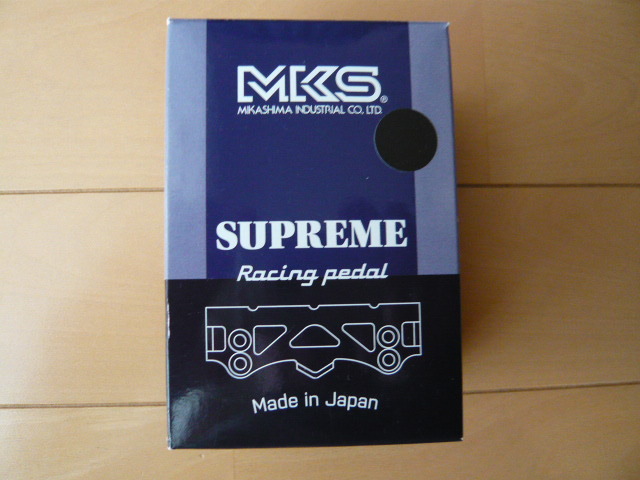 MKS®
MIKASHIMA INDUSTRIAL CO., LTD.
SUPREME
Racing pedal
Made in Japan